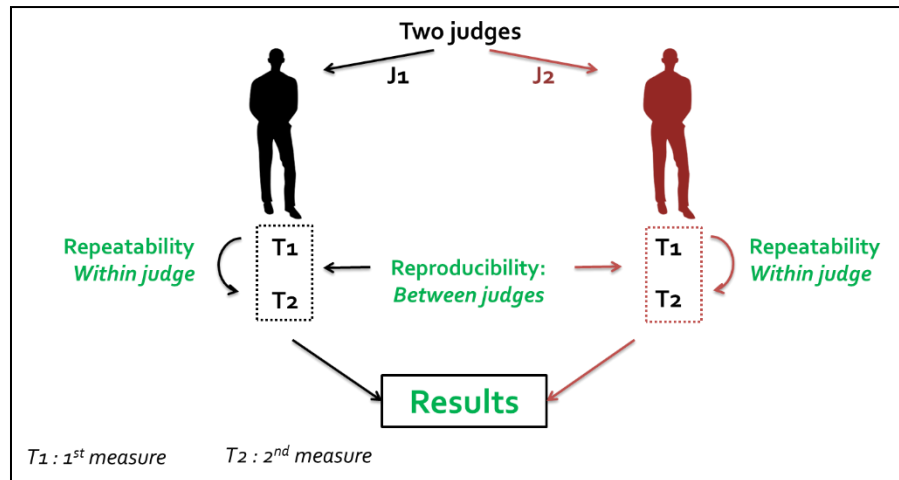 Two judges
J1
J2
Repeatability
Within judge
T1
T2
Reproducibility:
Between judges
T1
T2
Repeatability
Within judge
Results
T1 : 1st measure
T2 : 2nd measure